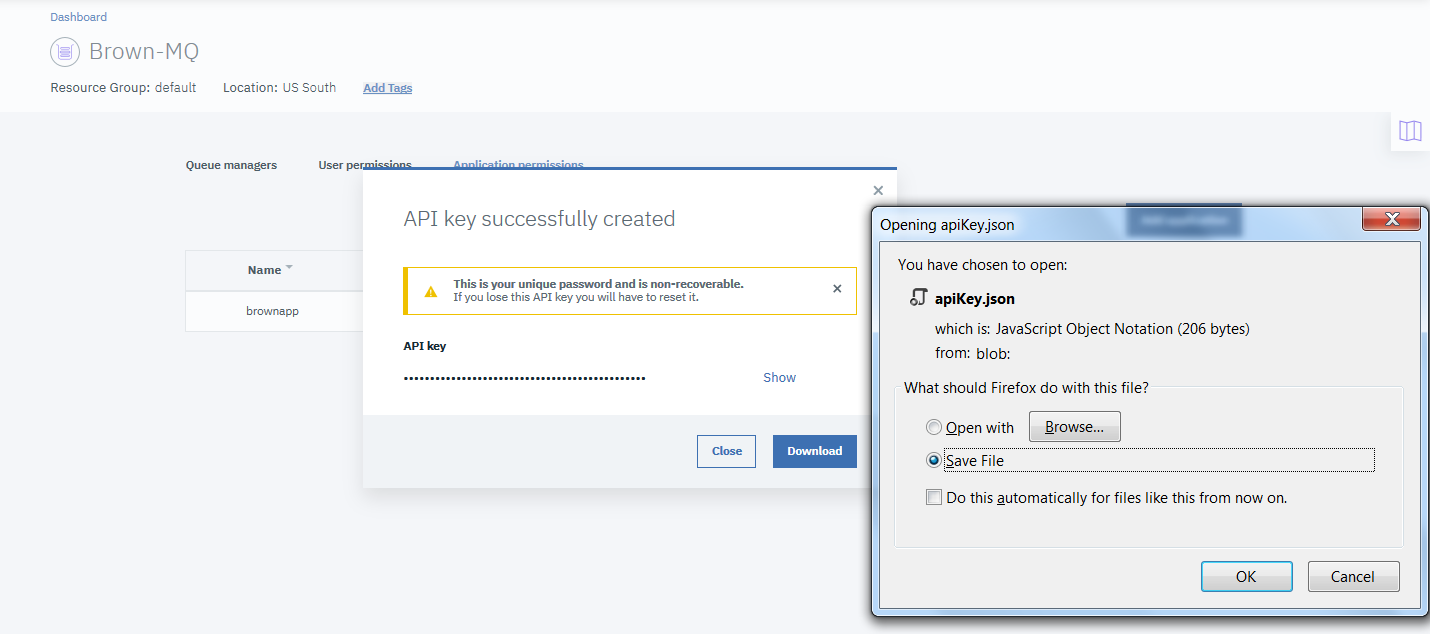 Dashboard
Brown-MQ
Resource Group: default Location: US South Add Tags
Queue managers User permissions Application permissions
Name
brownapp
API key successfully created
This is your unique password and is non-recoverable.
If you lose this API key you will have to reset it.
API key
••••••••••••••••••••••••••••••••••••••••••••
Show
Close Download
Opening apiKey.json
You have chosen to open:
apiKey.json
which is: JavaScript Object Notation (206 bytes)
from: blob:
What should Firefox do with this file?
Open with Browse...
Save File
Do this automatically for files like this from now on.
OK Cancel